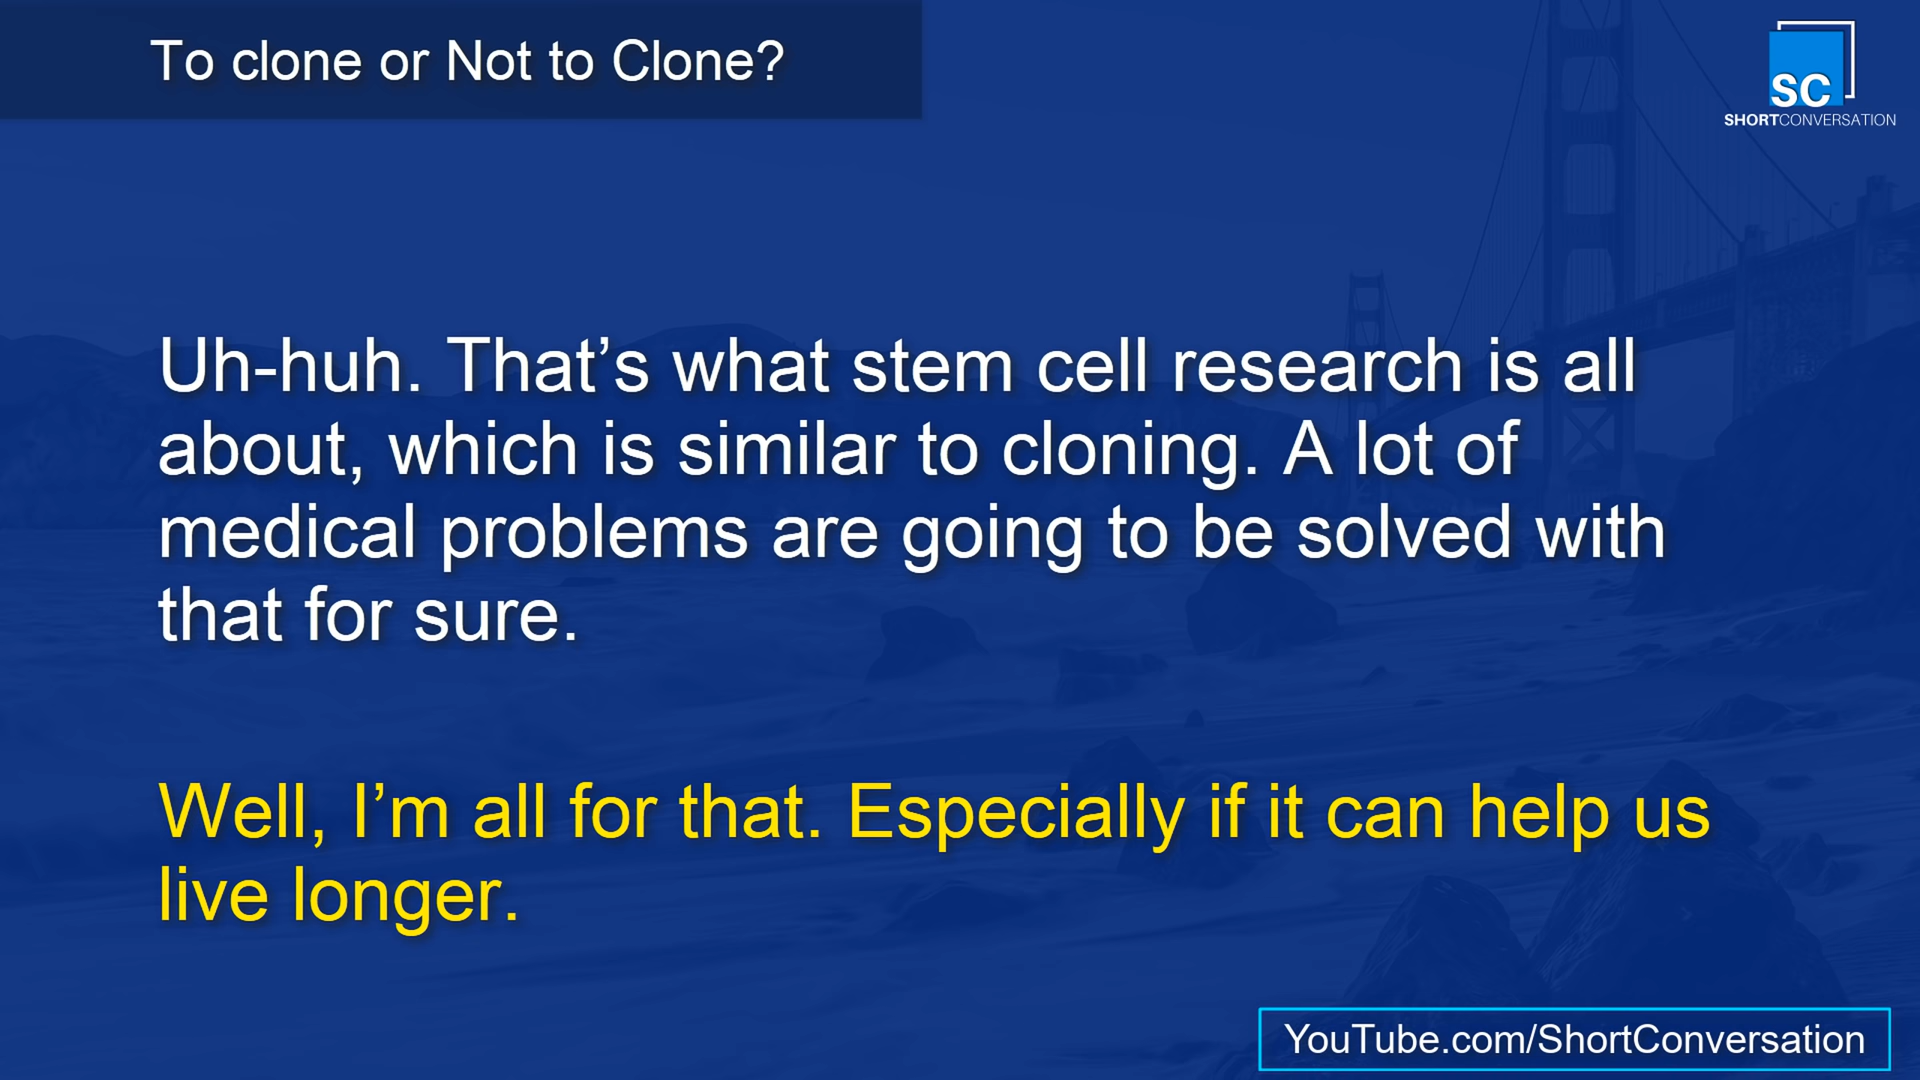 To clone or Not to Clone?
SC
SHORTCONVERSATION
Uh-huh. That’s what stem cell research is all
about, which is similar to cloning. A lot of
medical problems are going to be solved with
that for sure.
Well, I’m all for that. Especially if it can help us
live longer.
YouTube.com/ShortConversation